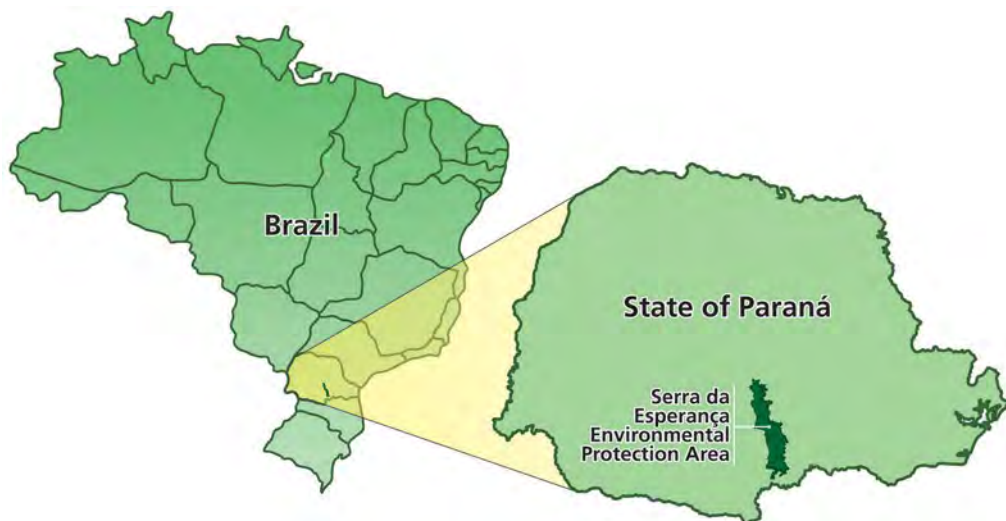 Brazil
State of Paraná
Serra da
Esperança
Environmental
Protection Area